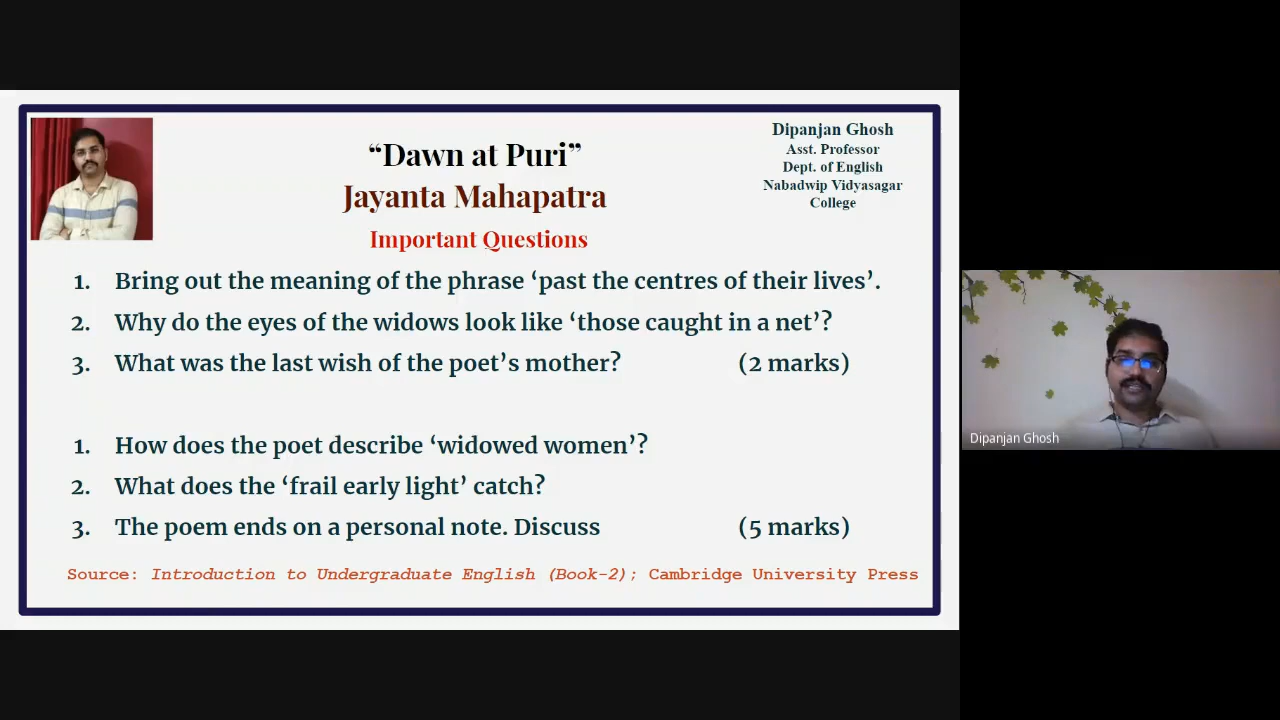 “Dawn at Puri”
Jayanta Mahapatra
Important Questions
Dipanjan Ghosh
Asst. Professor
Dept. of English
Nabadwip Vidyasagar
College
1. Bring out the meaning of the phrase ‘past the centres of their lives’.
2. Why do the eyes of the widows look like ‘those caught in a net’?
3. What was the last wish of the poet’s mother? (2 marks)
1. How does the poet describe ‘widowed women’?
2. What does the ‘frail early light’ catch?
3. The poem ends on a personal note. Discuss (5 marks)
Source: Introduction to Undergraduate English (Book-2); Cambridge University Press
Dipanjan Ghosh